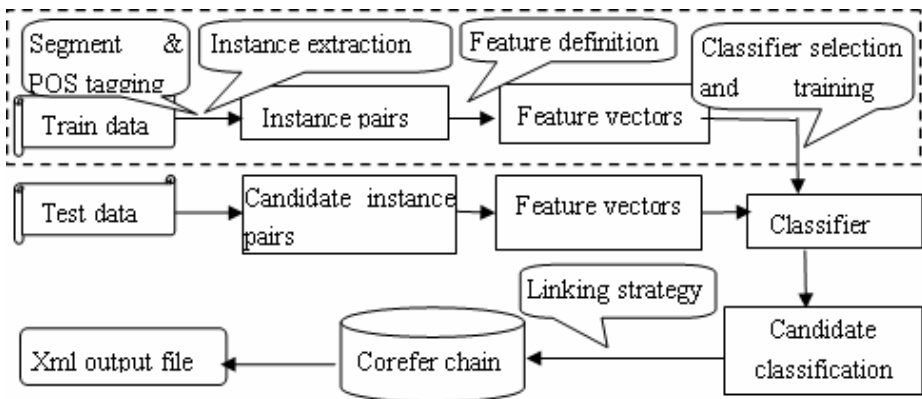 Segment &
POS tagging
Instance extraction
Feature definition
Classifier selection
and training
Train data
Instance pairs
Feature vectors
Test data
Candidate instance
pairs
Feature vectors
Classifier
Linking strategy
Xml output file
Corefer chain
Candidate
classification